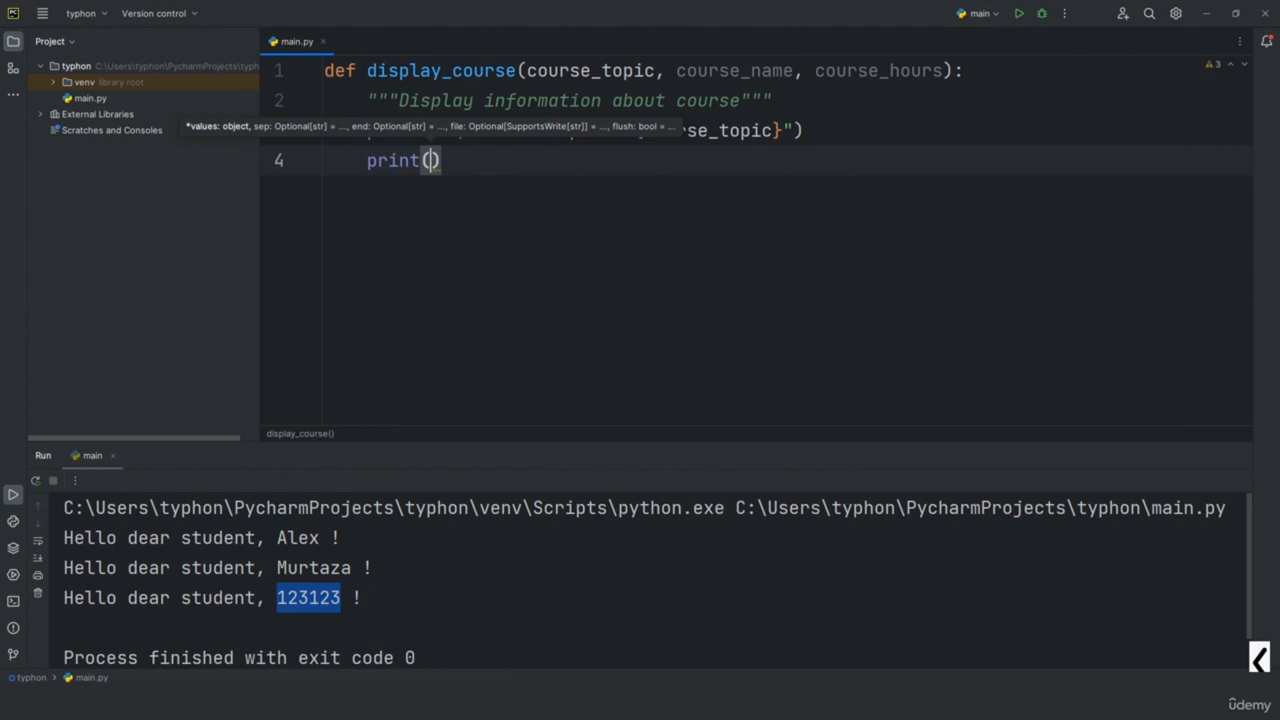 typhon
Version control
main
Project
main.py
typhon C:\Users\typhon\PycharmProjects\typh
venv library root
main.py
External Libraries
Scratches and Consoles
1 def display_course(course_topic, course_name, course_hours):
2 """Display information about course"""
*values: object, sep: Optional[str] = ..., end: Optional[str] = ..., file: Optional[SupportsWrite[str]] = ..., flush: bool = ...
rse_topic}")
4 print()
3
display_course()
Run main
C:\Users\typhon\PycharmProjects\typhon\venv\Scripts\python.exe C:\Users\typhon\PycharmProjects\typhon\main.py
Hello dear student, Alex !
Hello dear student, Murtaza !
Hello dear student, 123123 !
Process finished with exit code 0
typhon > main.py
ûdemy